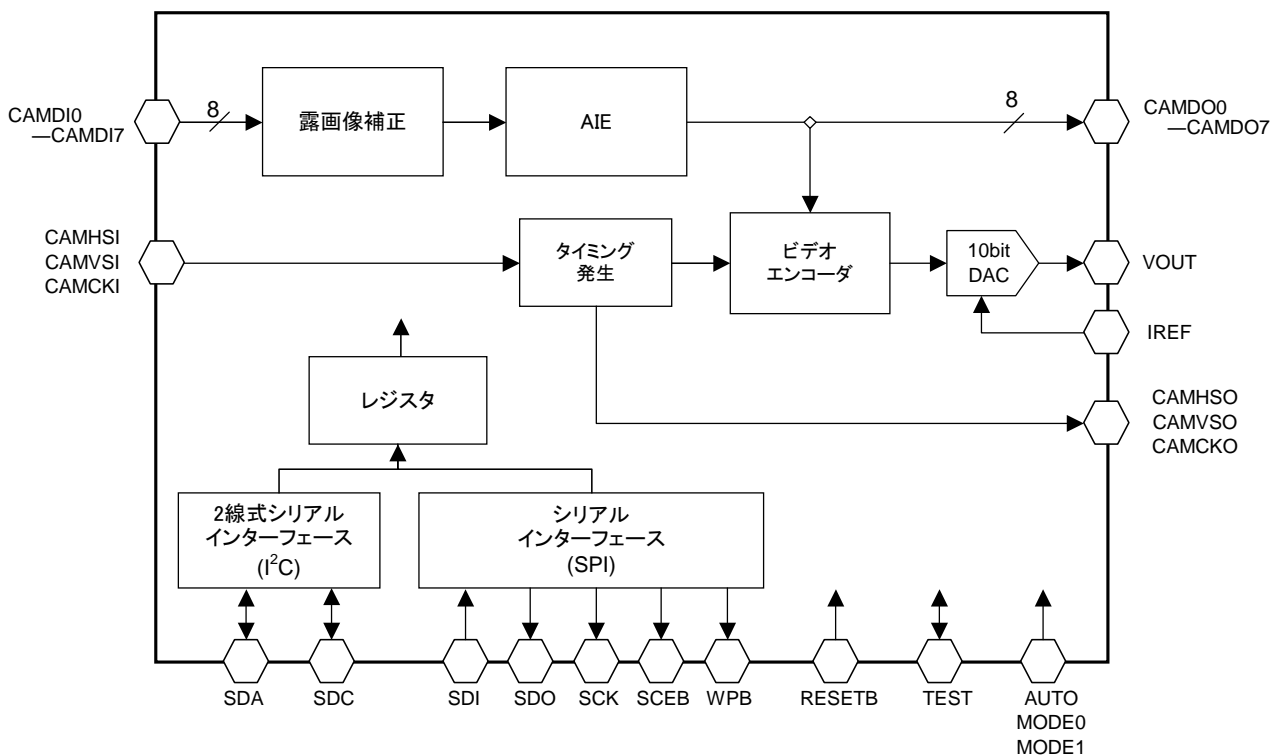 CAMDI0
―CAMDI7
8
露画像補正
AIE
8
CAMDO0
―CAMDO7
CAMHSI
CAMVSI
CAMCKI
タイミング
発生
ビデオ
エンコーダ
10bit
DAC
VOUT
IREF
レジスタ
CAMHSO
CAMVSO
CAMCKO
2線式シリアル
インターフェース
(I²C)
シリアル
インターフェース
(SPI)
SDA
SDC
SDI
SDO
SCK
SCEB
WPB
RESETB
TEST
AUTO
MODE0
MODE1